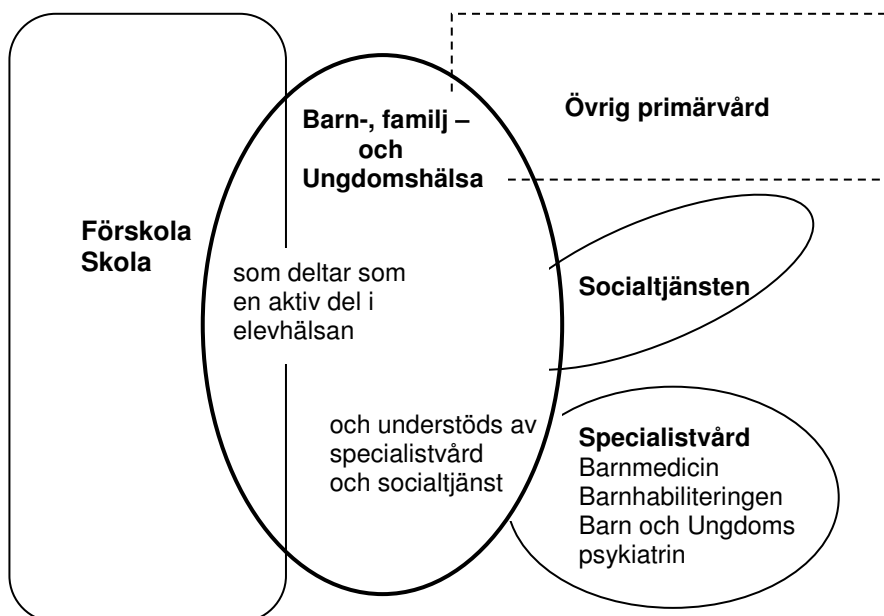 Förskola
Skola
Barn-, familj –
och
Ungdomshälsa
som deltar som
en aktiv del i
elevhälsan
och understöds av
specialistvård
och socialtjänst
Övrig primärvård
Socialtjänsten
Specialistvård
Barnmedicin
Barnhabiliteringen
Barn och Ungdoms
psykiatrin